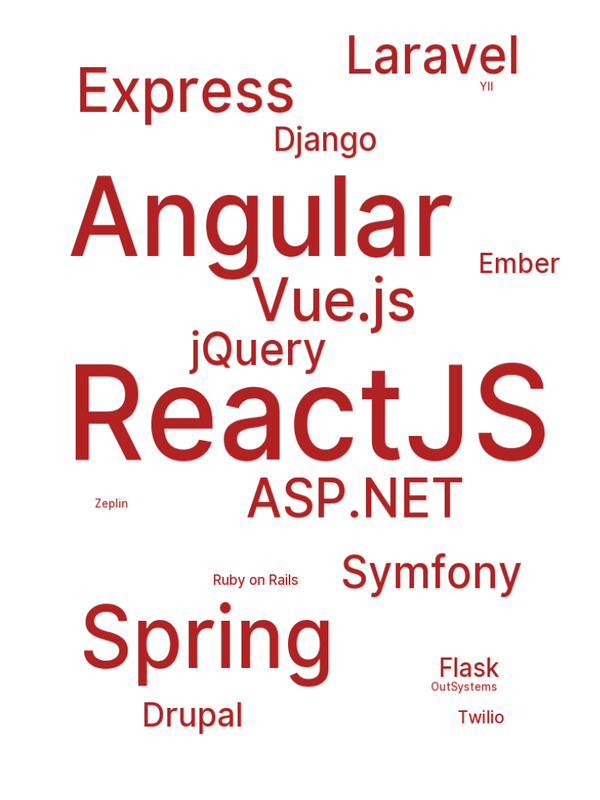 Laravel
Express
YII
Django
Angular
Ember
Vue.js
jQuery
ReactJS
ASP.NET
Zeplin
Symfony
Ruby on Rails
Spring
Flask
OutSystems
Drupal
Twilio